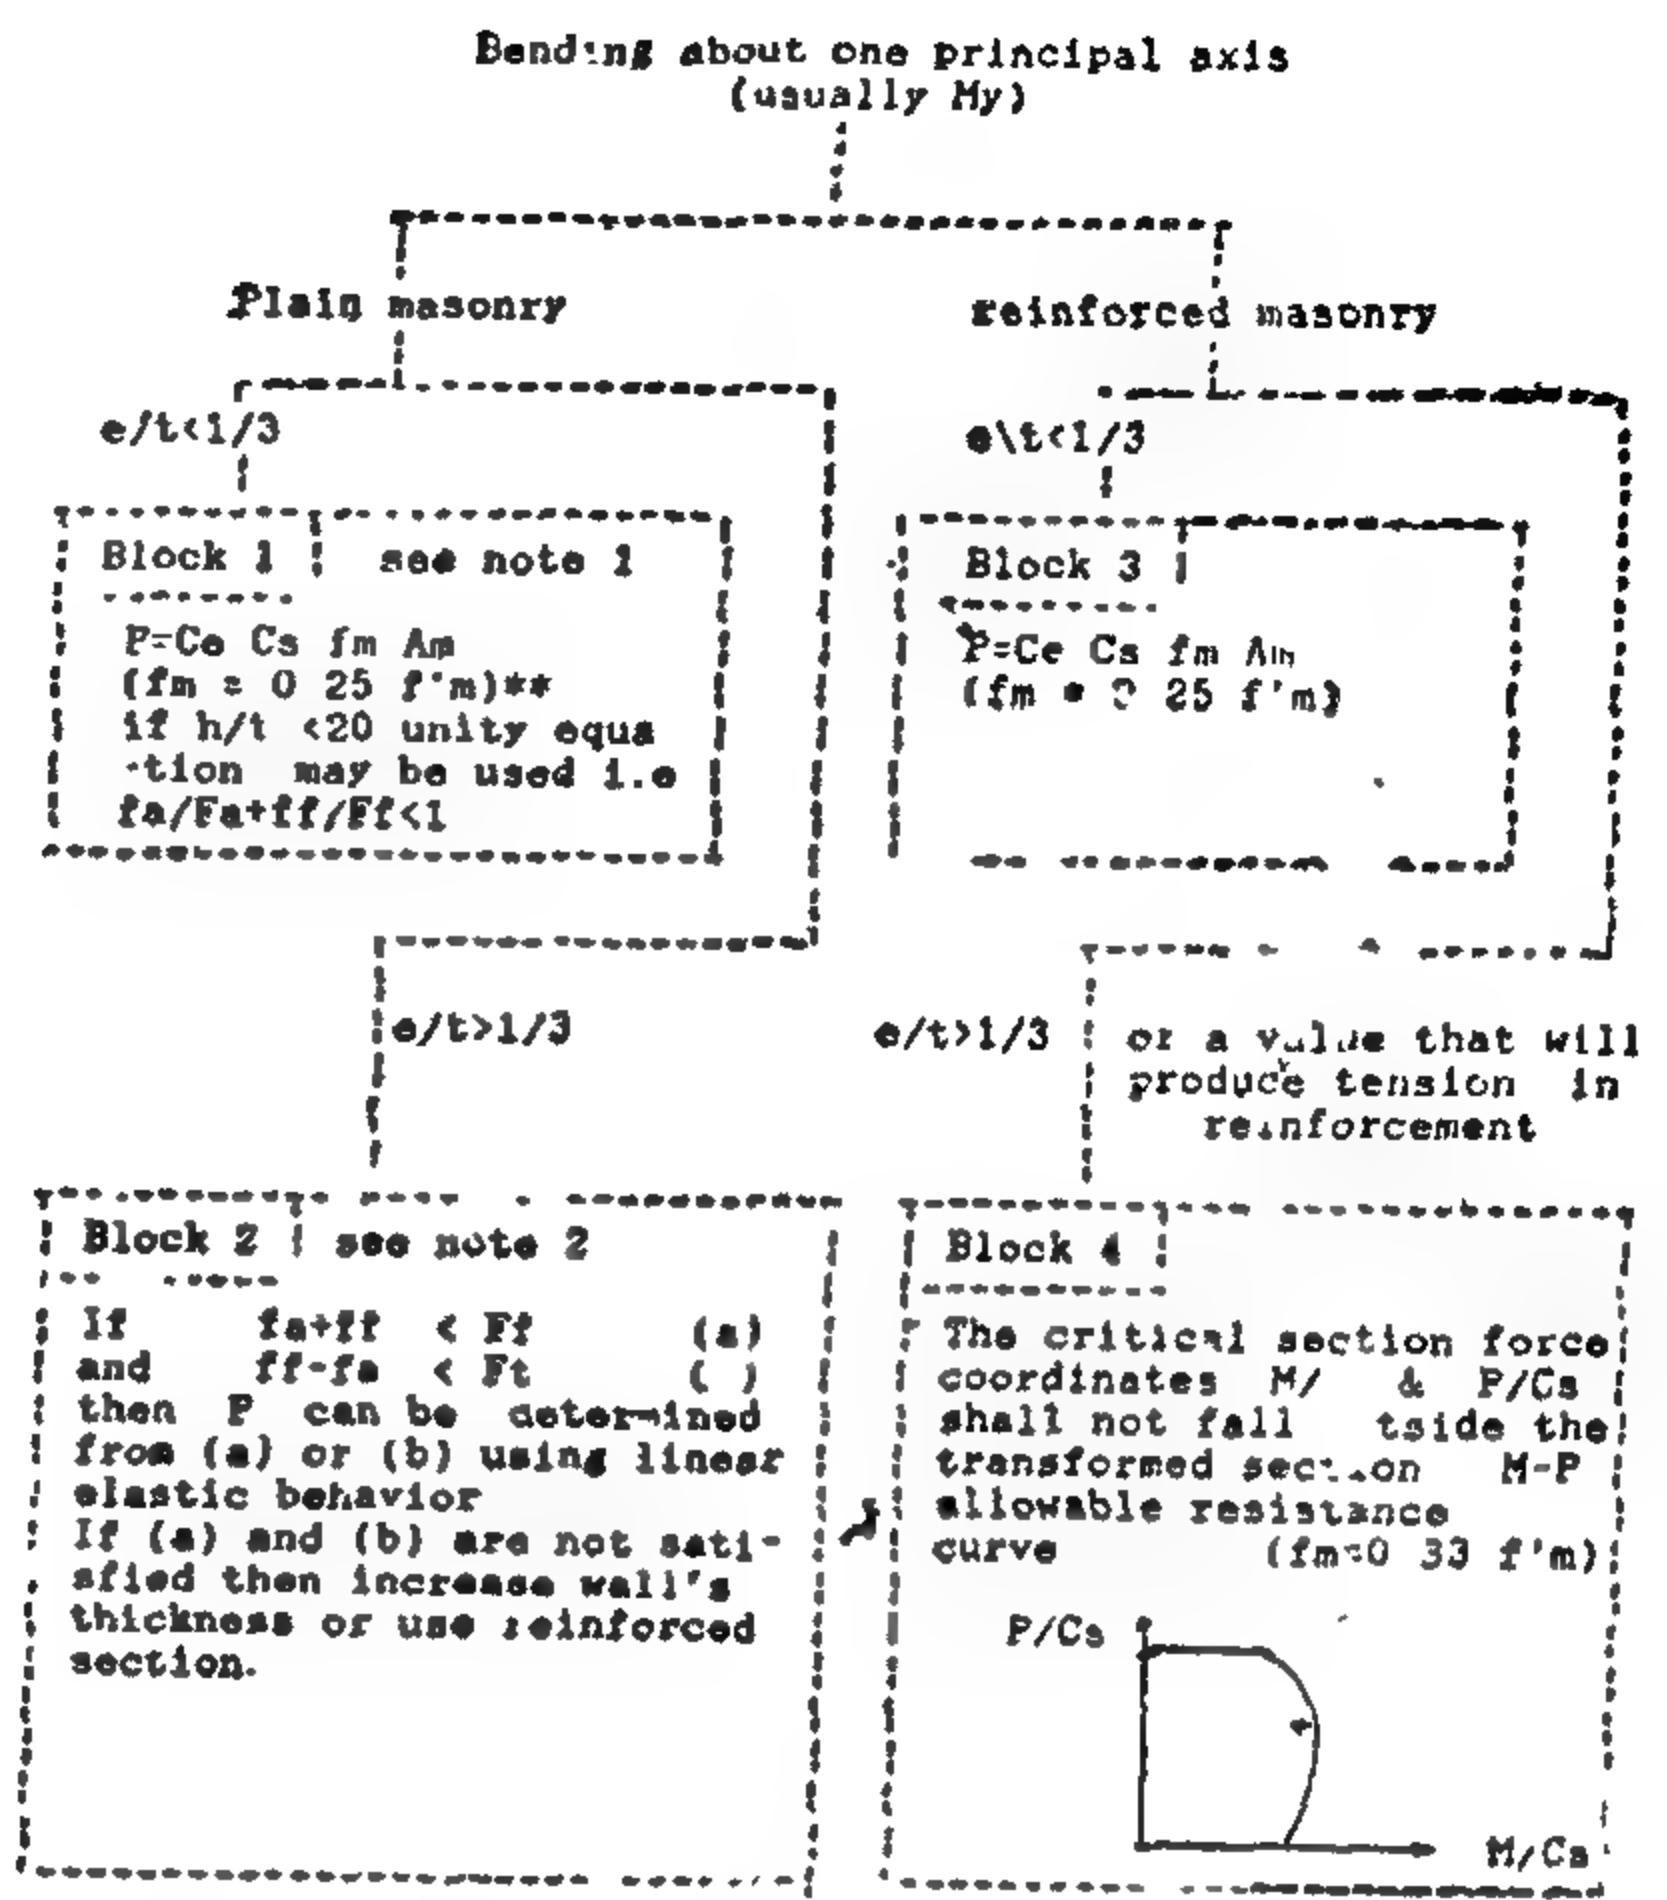 Bending about one principal axis
(usually My)
Plain masonry
reinforced masonry
e/t<1/3
e\t<1/3
Block 1 see note 1
P=Ce Cs fm Am
(fm = 0 25 f'm)**
if h/t <20 unity equa
-tion may be used i.e
fa/Fa+ff/Ff<1
Block 3
P=Ce Cs fm Am
(fm = 0 25 f'm)
e/t>1/3
e/t>1/3 or a value that will
produce tension in
reinforcement
Block 2 see note 2
If fa+ff < Ff (a)
and ff-fa < Ft ( )
then P can be determined
from (a) or (b) using linear
elastic behavior
If (a) and (b) are not sati-
sfied then increase wall's
thickness or use reinforced
section.
Block 4
The critical section force
coordinates M/ & P/Cs
shall not fall tside the
transformed section M-P
allowable resistance
curve (fm=0 33 f'm)
P/Cs
M/Cs